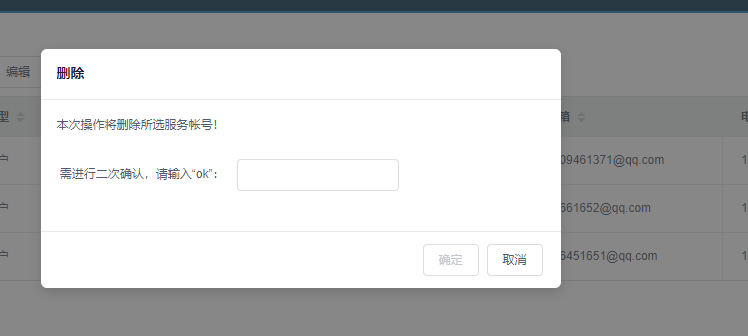 删除
编辑
本次操作将删除所选服务帐号！
型
箱
电
需进行二次确认，请输入“ok”：
户
09461371@qq.com
1
户
661652@qq.com
1
确定
取消
户
6451651@qq.com
1